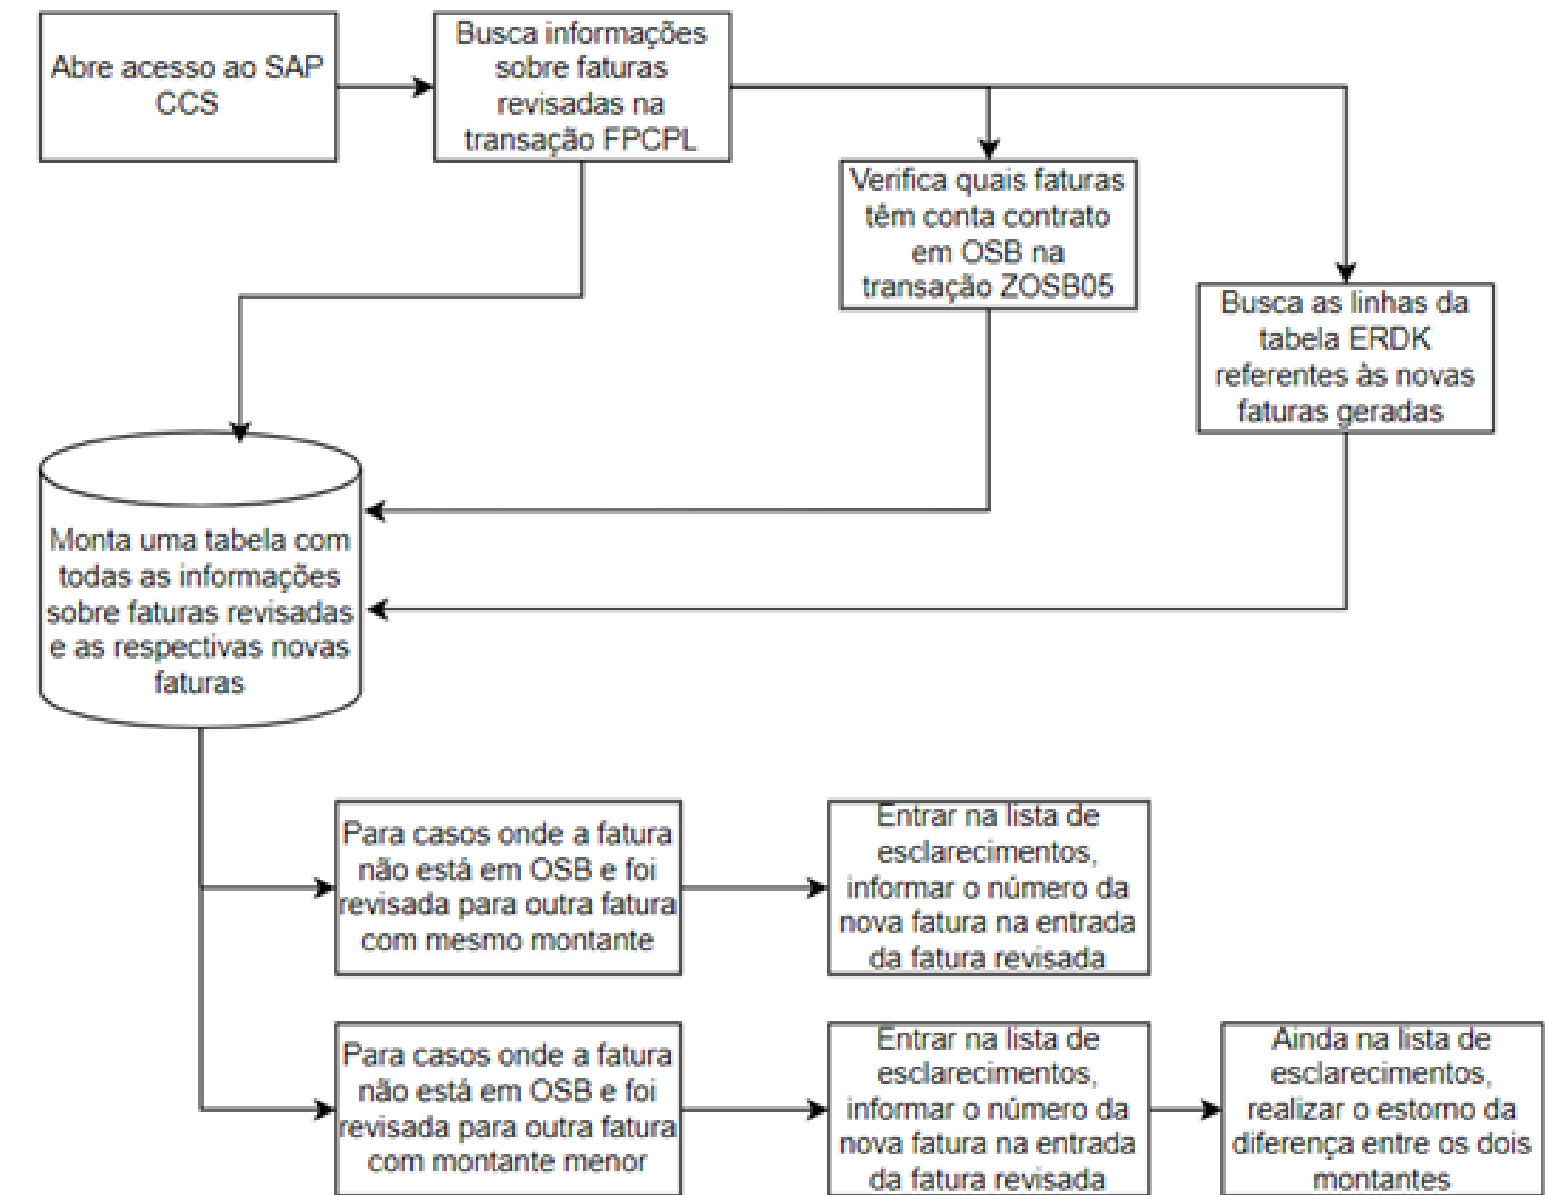 Abre acesso ao SAP
CCS
Busca informações
sobre faturas
revisadas na
transação FPCPL
Verifica quais faturas
têm conta contrato
em OSB na
transação ZOSB05
Busca as linhas da
tabela ERDK
referentes às novas
faturas geradas
Monta uma tabela com
todas as informações
sobre faturas revisadas
e as respectivas novas
faturas
Para casos onde a fatura
não está em OSB e foi
revisada para outra fatura
com mesmo montante
Entrar na lista de
esclarecimentos,
informar o número da
nova fatura na entrada
da fatura revisada
Para casos onde a fatura
não está em OSB e foi
revisada para outra fatura
com montante menor
Entrar na lista de
esclarecimentos,
informar o número da
nova fatura na entrada
da fatura revisada
Ainda na lista de
esclarecimentos,
realizar o estorno da
diferença entre os dois
montantes